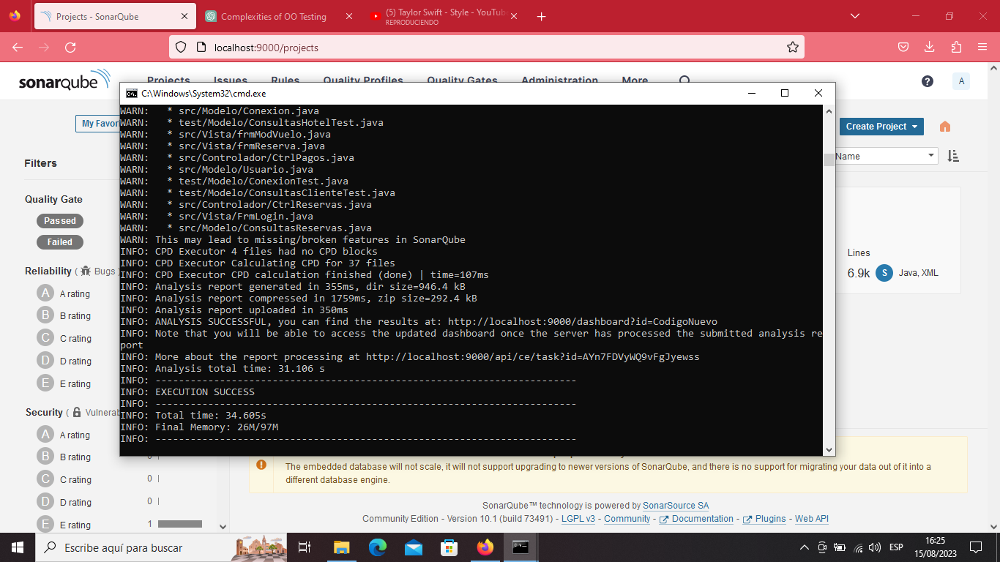 Projects - SonarQube
Complexities of OO Testing
(5) Taylor Swift - Style - YouTub
REPRODUCIENDO
localhost:9000/projects
sonarqube
Projects Issues Rules Quality Profiles Quality Gates Administration More
A
C:\Windows\System32\cmd.exe
WARN:   * src/Modelo/Conexion.java
WARN:   * test/Modelo/ConsultasHotelTest.java
WARN:   * src/Vista/frmModVuelo.java
WARN:   * src/Vista/frmReserva.java
WARN:   * src/Controlador/CtrlPagos.java
WARN:   * src/Modelo/Usuario.java
WARN:   * test/Modelo/ConexionTest.java
WARN:   * test/Modelo/ConsultasClienteTest.java
WARN:   * src/Controlador/CtrlReservas.java
WARN:   * src/Vista/FrmLogin.java
WARN:   * src/Modelo/ConsultasReservas.java
WARN: This may lead to missing/broken features in SonarQube
INFO: CPD Executor 4 files had no CPD blocks
INFO: CPD Executor Calculating CPD for 37 files
INFO: CPD Executor CPD calculation finished (done) | time=107ms
INFO: Analysis report generated in 355ms, dir size=946.4 kB
INFO: Analysis report compressed in 1759ms, zip size=292.4 kB
INFO: Analysis report uploaded in 350ms
INFO: ANALYSIS SUCCESSFUL, you can find the results at: http://localhost:9000/dashboard?id=CodigoNuevo
INFO: Note that you will be able to access the updated dashboard once the server has processed the submitted analysis re
port
INFO: More about the report processing at http://localhost:9000/api/ce/task?id=AYn7FDVyWQ9vFgJyewss
INFO: Analysis total time: 31.106 s
INFO: ------------------------------------------------------------------------
INFO: EXECUTION SUCCESS
INFO: ------------------------------------------------------------------------
INFO: Total time: 34.605s
INFO: Final Memory: 26M/97M
INFO: ------------------------------------------------------------------------
My Favor
Create Project
Name
Filters
Quality Gate
Passed
Failed
Reliability ( Bugs
A A rating
B B rating
C C rating
D D rating
E E rating
Security ( Vulnerab
A A rating
B B rating 0
C C rating 0
D D rating 0
E E rating 1
Lines
6.9k S Java, XML
The embedded database will not scale, it will not support upgrading to newer versions of SonarQube, and there is no support for migrating your data out of it into a
different database engine.
SonarQube™ technology is powered by SonarSource SA
Community Edition - Version 10.1 (build 73491) - LGPL v3 - Community - Documentation - Plugins - Web API
Escribe aquí para buscar
ESP
16:25
15/08/2023